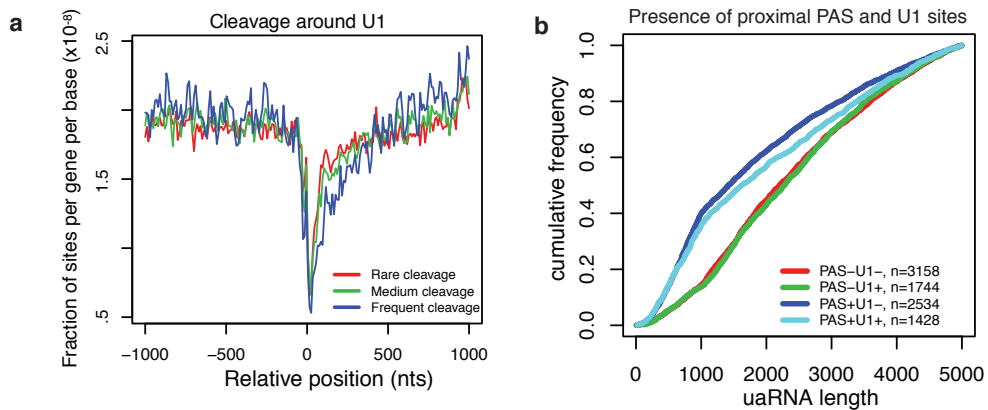 a
Cleavage around U1
Fraction of sites per gene per base (x10-8)
2.5
1.5
.5
Rare cleavage
Medium cleavage
Frequent cleavage
−1000
−500
0
500
1000
Relative position (nts)
b
Presence of proximal PAS and U1 sites
cumulative frequency
1.0
0.8
0.6
0.4
0.2
0.0
PAS−U1−, n=3158
PAS−U1+, n=1744
PAS+U1−, n=2534
PAS+U1+, n=1428
0
1000
2000
3000
4000
5000
uaRNA length